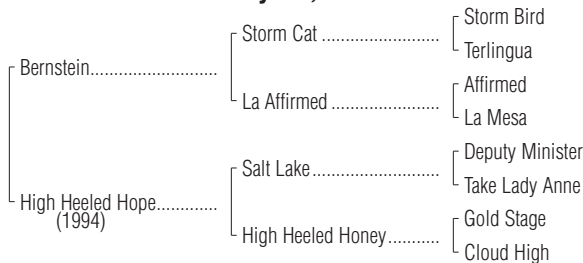 Storm Bird
Storm Cat ........................
Terlingua
Bernstein..........................
Affirmed
La Affirmed ......................
La Mesa
Deputy Minister
Salt Lake..........................
Take Lady Anne
High Heeled Hope.............
(1994)
Gold Stage
High Heeled Honey...........
Cloud High